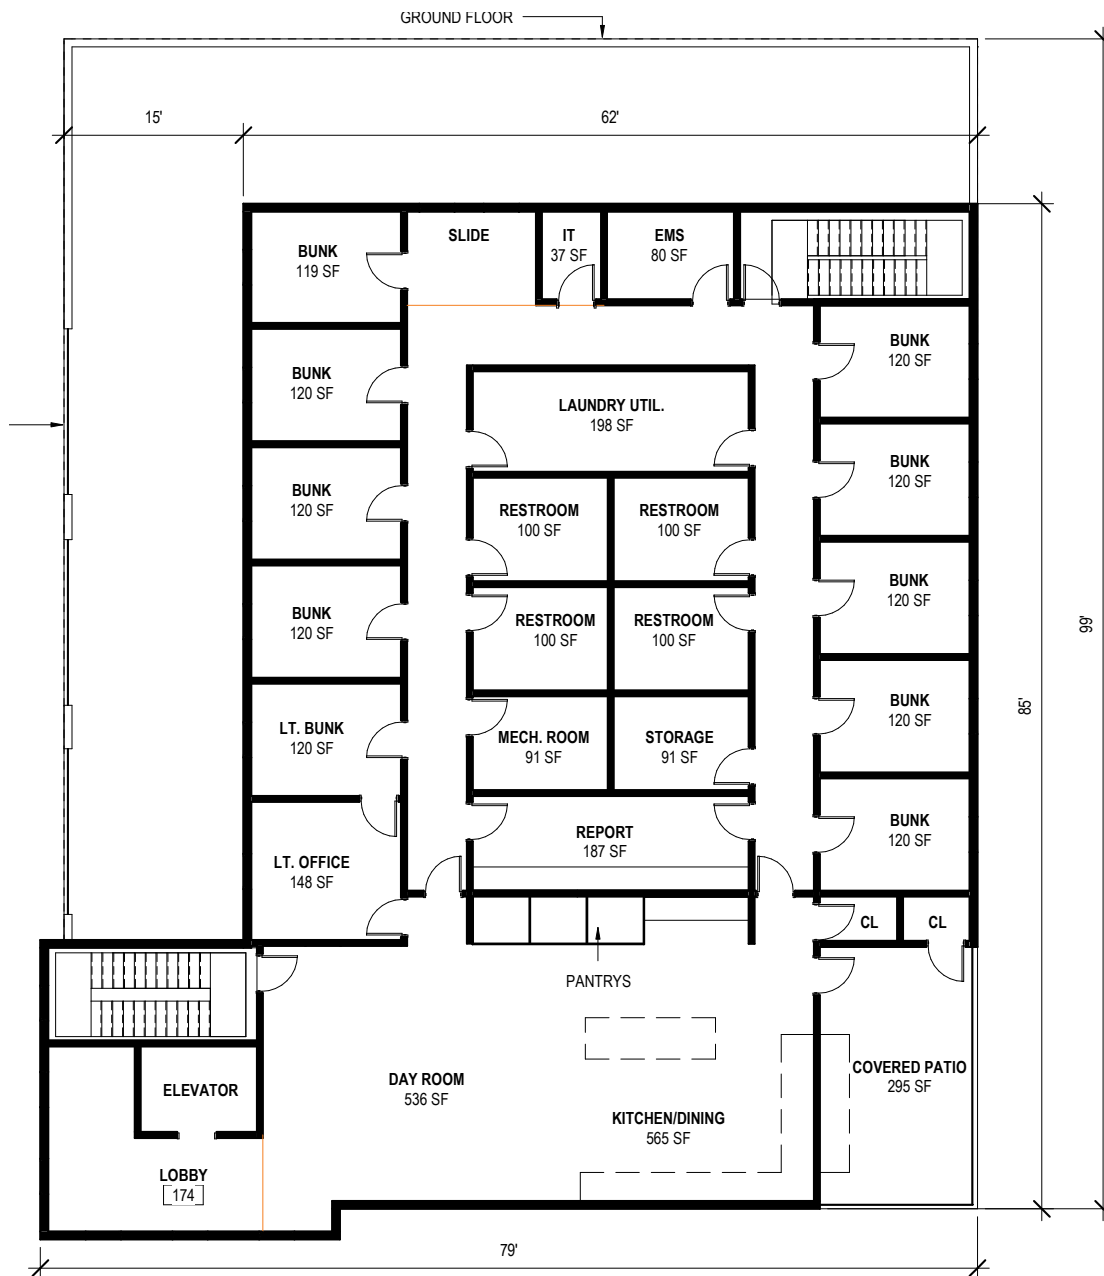 GROUND FLOOR
15'
62'
BUNK
119 SF
SLIDE
IT
37 SF
EMS
80 SF
BUNK
120 SF
BUNK
120 SF
LAUNDRY UTIL.
198 SF
BUNK
120 SF
BUNK
120 SF
RESTROOM
100 SF
RESTROOM
100 SF
BUNK
120 SF
BUNK
120 SF
RESTROOM
100 SF
RESTROOM
100 SF
99'
85'
LT. BUNK
120 SF
MECH. ROOM
91 SF
STORAGE
91 SF
BUNK
120 SF
LT. OFFICE
148 SF
REPORT
187 SF
BUNK
120 SF
CL
CL
PANTRYS
ELEVATOR
DAY ROOM
536 SF
COVERED PATIO
295 SF
KITCHEN/DINING
565 SF
LOBBY
174
79'